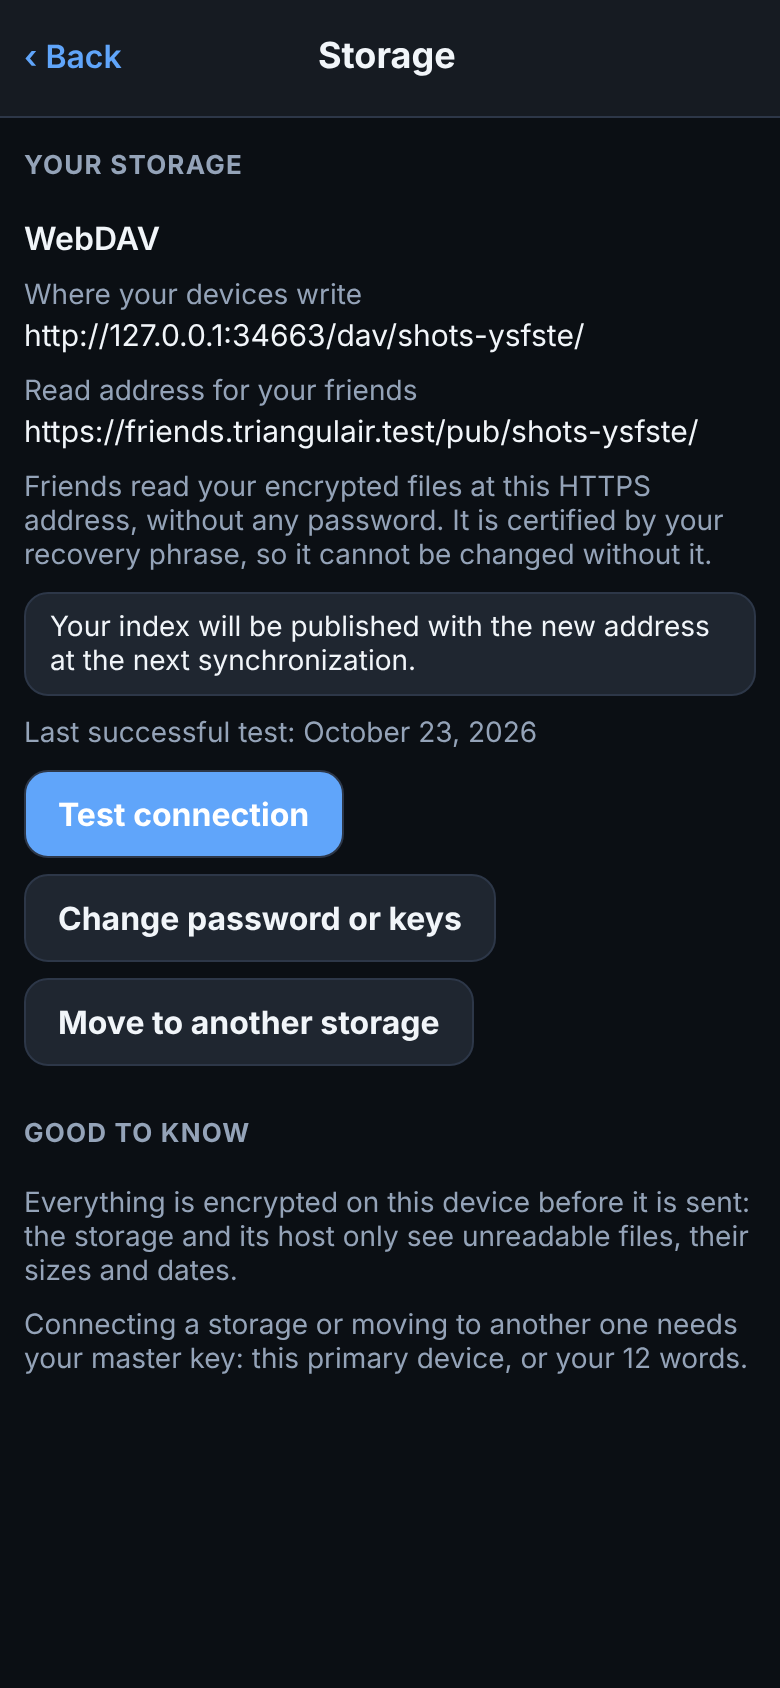 ‹ Back
Storage
YOUR STORAGE
WebDAV
Where your devices write
http://127.0.0.1:34663/dav/shots-ysfste/
Read address for your friends
https://friends.triangulair.test/pub/shots-ysfste/
Friends read your encrypted files at this HTTPS
address, without any password. It is certified by your
recovery phrase, so it cannot be changed without it.
Your index will be published with the new address
at the next synchronization.
Last successful test: October 23, 2026
Test connection
Change password or keys
Move to another storage
GOOD TO KNOW
Everything is encrypted on this device before it is sent:
the storage and its host only see unreadable files, their
sizes and dates.
Connecting a storage or moving to another one needs
your master key: this primary device, or your 12 words.